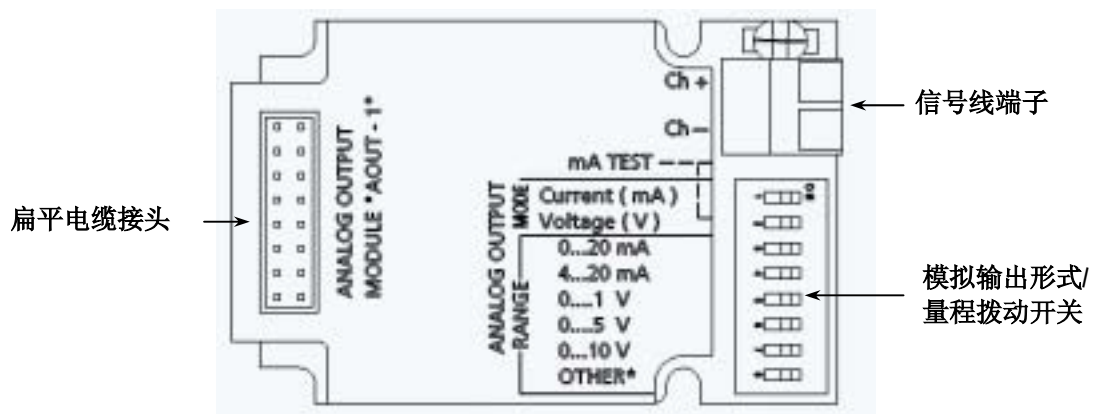 扁平电缆接头
ANALOG OUTPUT
MODULE "AOUT - 1"
Ch +
Ch –
mA TEST
ANALOG OUTPUT
MODE
Current ( mA )
Voltage ( V )
RANGE
0...20 mA
4...20 mA
0...1 V
0...5 V
0...10 V
OTHER*
信号线端子
模拟输出形式/
量程拨动开关